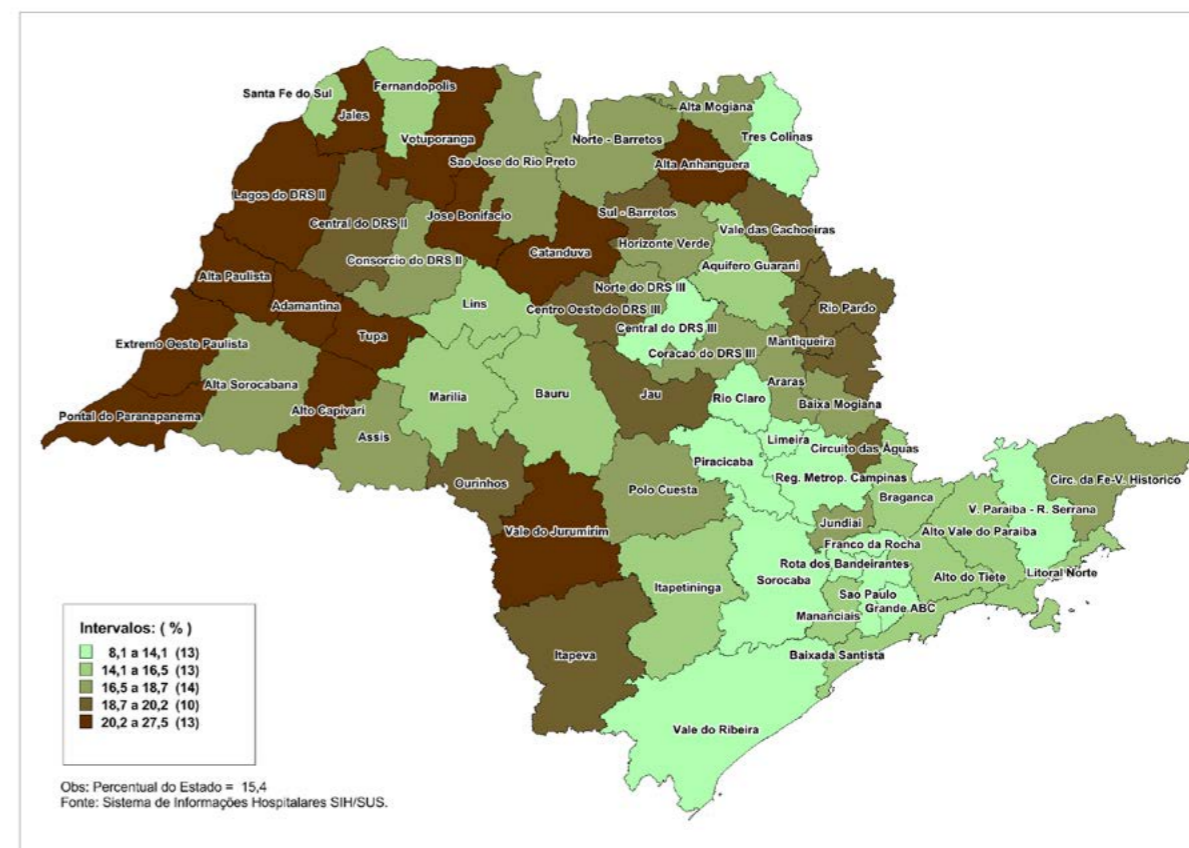 Santa Fe do Sul
Jales
Fernandopolis
Votuporanga
Sao Jose do Rio Preto
Norte - Barretos
Alta Mogiana
Tres Colinas
Alta Anhanguera
Lagos do DRS II
Central do DRS II
Jose Bonifacio
Sul - Barretos
Vale das Cachoeiras
Horizonte Verde
Catanduva
Consorcio do DRS II
Aquifero Guarani
Alta Paulista
Norte do DRS III
Adamantina
Lins
Centro Oeste do DRS III
Rio Pardo
Central do DRS III
Tupa
Extremo Oeste Paulista
Mantiqueira
Coracao do DRS III
Alta Sorocabana
Araras
Marilia
Bauru
Jau
Rio Claro
Baixa Mogiana
Pontal do Paranapanema
Alto Capivari
Assis
Limeira
Circuito das Águas
Piracicaba
Reg. Metrop. Campinas
Ourinhos
Polo Cuesta
Circ. da Fe-V. Historico
Braganca
V. Paraiba - R. Serrana
Jundiai
Vale do Jurumirim
Alto Vale do Paraiba
Franco da Rocha
Rota dos Bandeirantes
Litoral Norte
Alto do Tiete
Sorocaba
Itapetininga
Sao Paulo
Grande ABC
Mananciais
Itapeva
Baixada Santista
Vale do Ribeira
Intervalos: ( % )
8,1 a 14,1 (13)
14,1 a 16,5 (13)
16,5 a 18,7 (14)
18,7 a 20,2 (10)
20,2 a 27,5 (13)
Obs: Percentual do Estado = 15,4
Fonte: Sistema de Informações Hospitalares SIH/SUS.